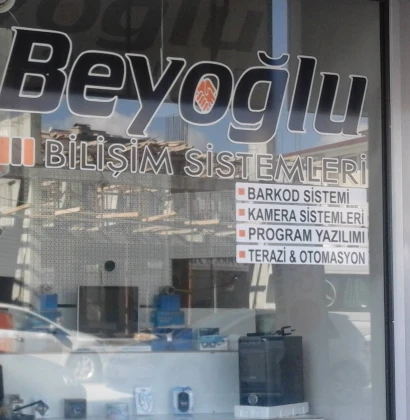 Beyoğlu
BİLİŞİM SİSTEMLERİ
BARKOD SİSTEMİ
KAMERA SİSTEMLERİ
PROGRAM YAZILIMI
TERAZİ & OTOMASYON